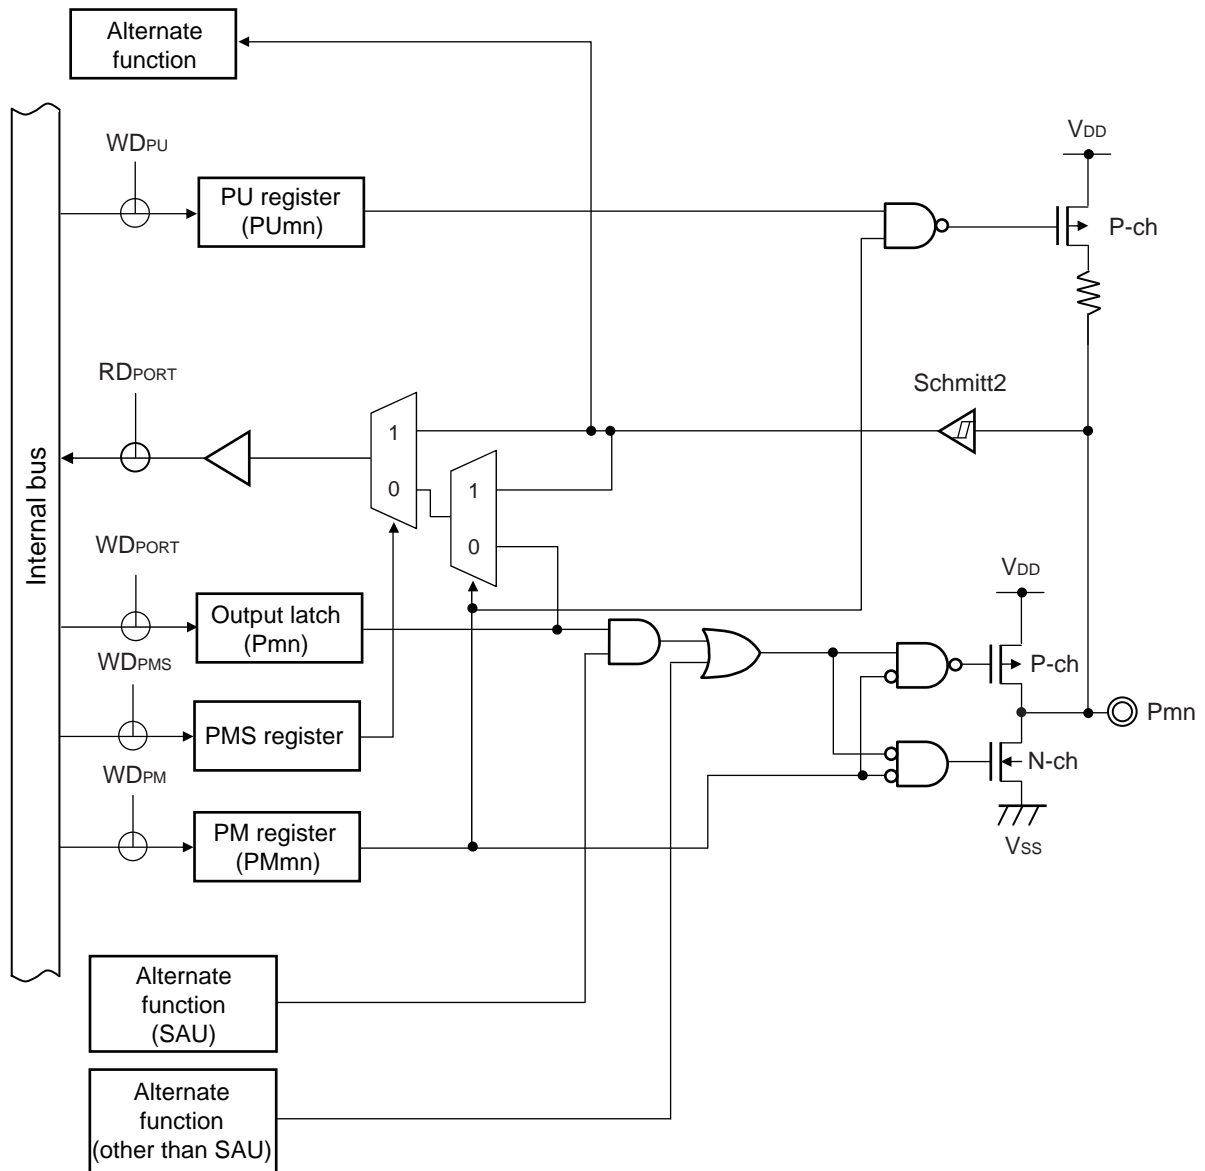 Alternate
function
WDPU
PU register
(PUmn)
VDD
P-ch
RDPORT
Schmitt2
1
0
1
0
Internal bus
WDPORT
Output latch
(Pmn)
VDD
P-ch
WDPMS
PMS register
Pmn
N-ch
WDPM
PM register
(PMmn)
VSS
Alternate
function
(SAU)
Alternate
function
(other than SAU)